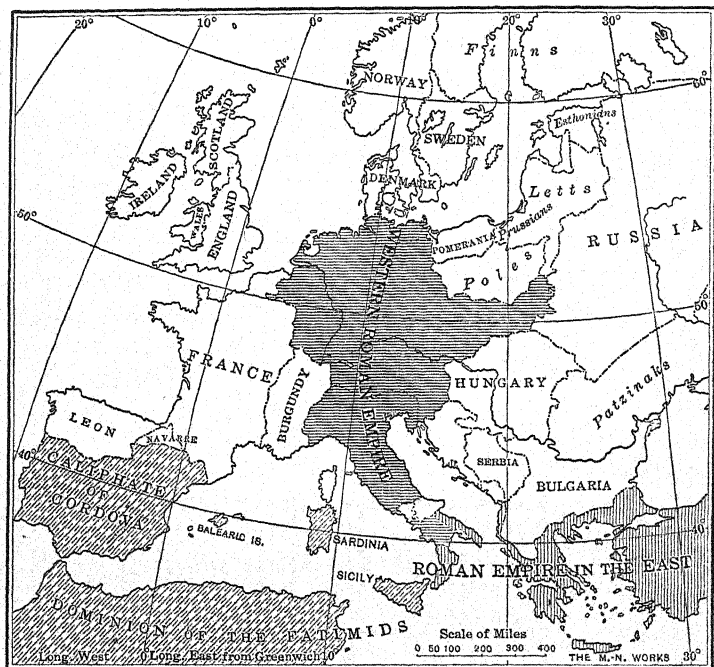 20° 10° 0° 10° 20° 30°
Finns
NORWAY
60°
SWEDEN
Esthonians
SCOTLAND
DENMARK
Letts
IRELAND
50°
WALES
ENGLAND
POMERANIA
Prussians
RUSSIA
Poles
WESTERN ROMAN EMPIRE
50°
FRANCE
BURGUNDY
HUNGARY
Patzinaks
LEON
NAVARRE
40°
CALIPHATE
OF
CORDOVA
SERBIA
BULGARIA
BALEARIC IS.
SARDINIA
40°
SICILY
ROMAN EMPIRE IN THE EAST
DOMINION OF THE FATIMIDS
Scale of Miles
0 50 100 200 300 400
Long. West 0° Long. East from Greenwich 10°
THE M.-N. WORKS
30°